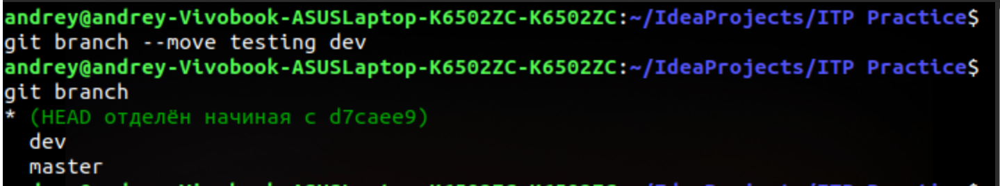 andrey@andrey-Vivobook-ASUSLaptop-K6502ZC-K6502ZC:~/IdeaProjects/ITP Practice$
git branch --move testing dev
andrey@andrey-Vivobook-ASUSLaptop-K6502ZC-K6502ZC:~/IdeaProjects/ITP Practice$
git branch
* (HEAD отделён начиная с d7caee9)
dev
master